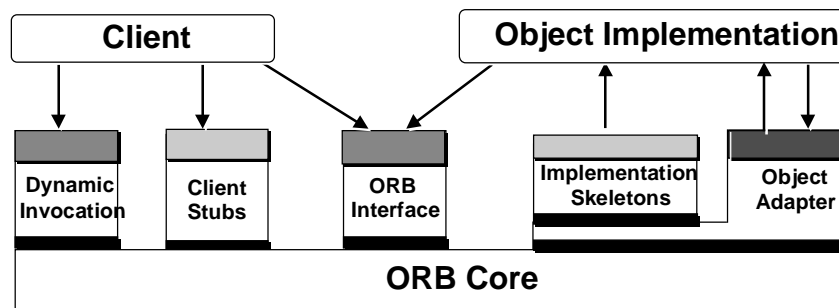 Client
Object Implementation
Dynamic
Invocation
Client
Stubs
ORB
Interface
Implementation
Skeletons
Object
Adapter
ORB Core